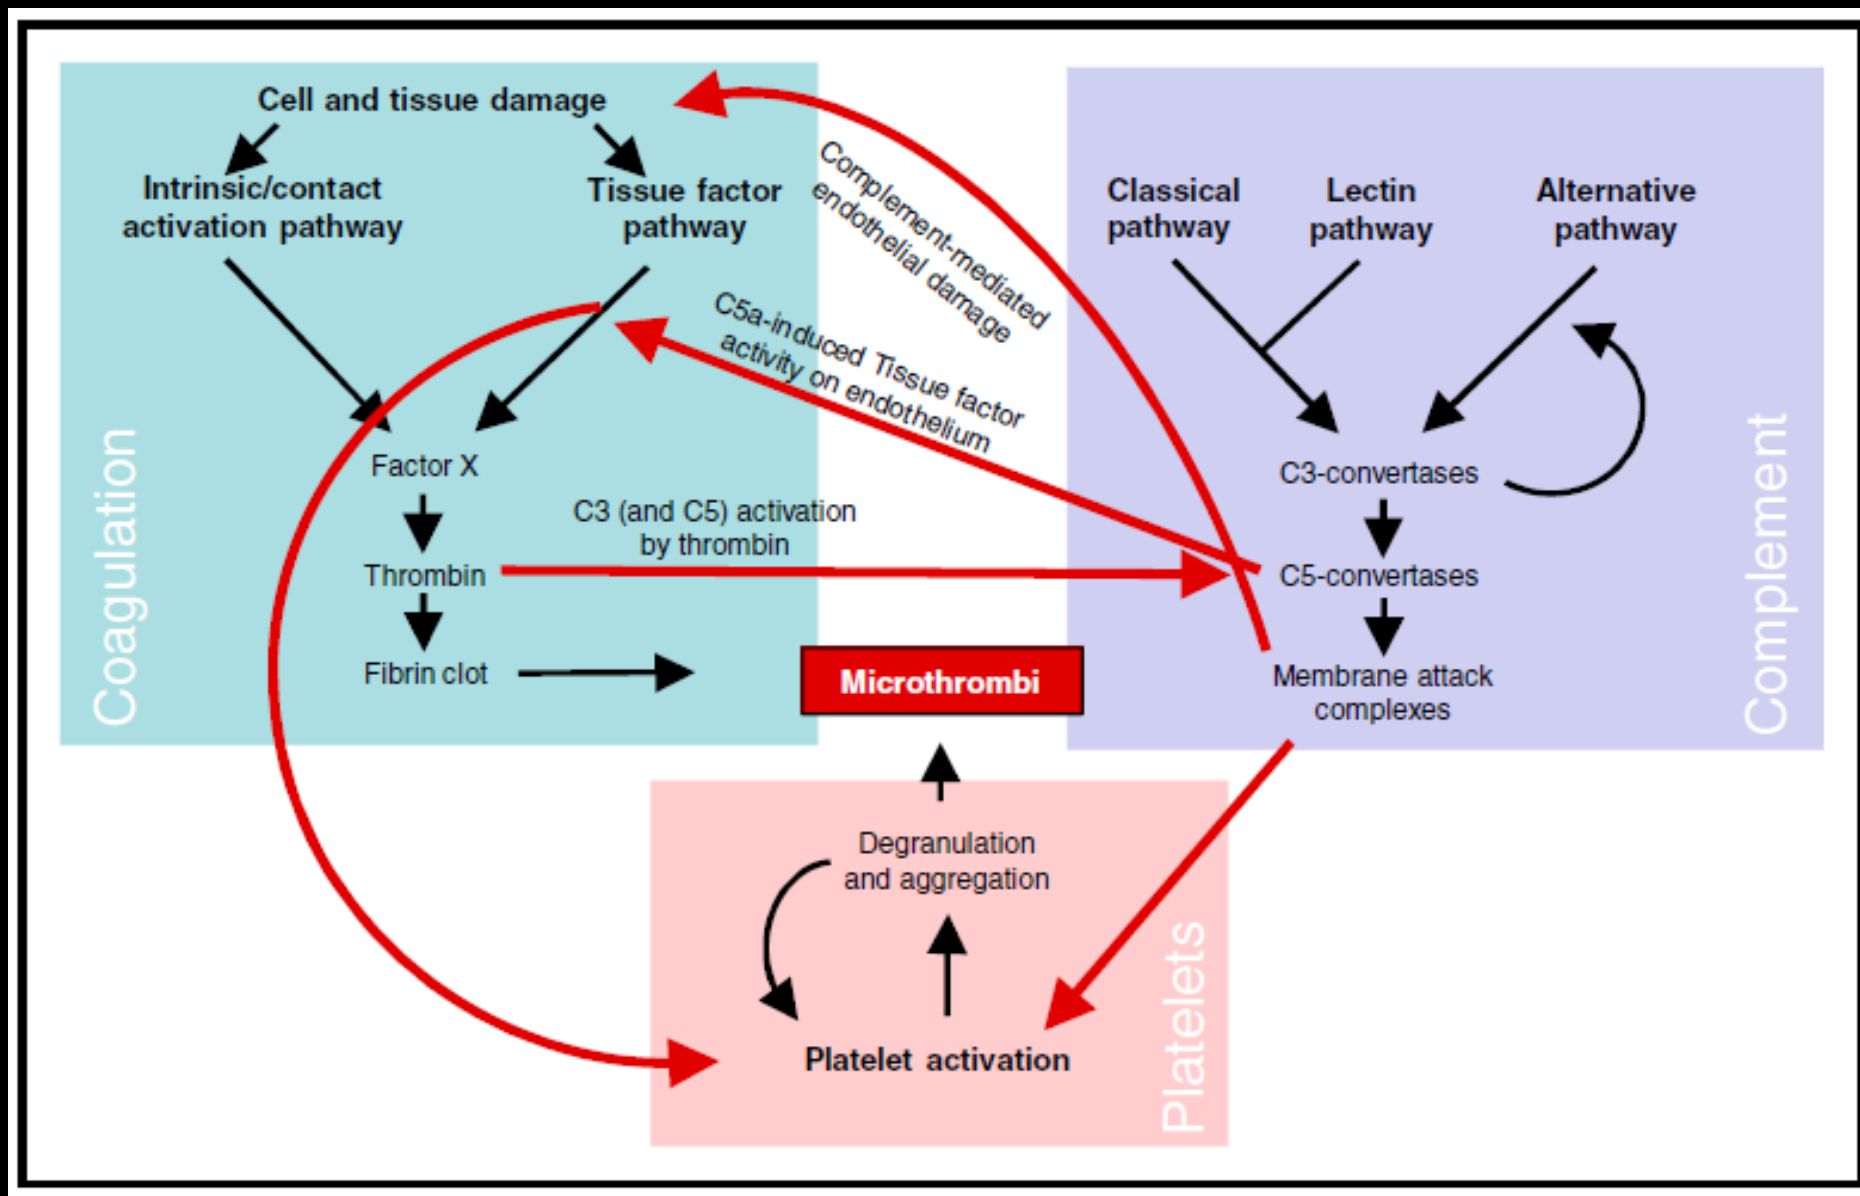 Cell and tissue damage
Intrinsic/contact
activation pathway
Tissue factor
pathway
Factor X
Thrombin
Fibrin clot
Coagulation
Complement-mediated
endothelial damage
C5a-induced Tissue factor
activity on endothelium
C3 (and C5) activation
by thrombin
Classical
pathway
Lectin
pathway
Alternative
pathway
C3-convertases
C5-convertases
Membrane attack
complexes
Complement
Microthrombi
Degranulation
and aggregation
Platelet activation
Platelets